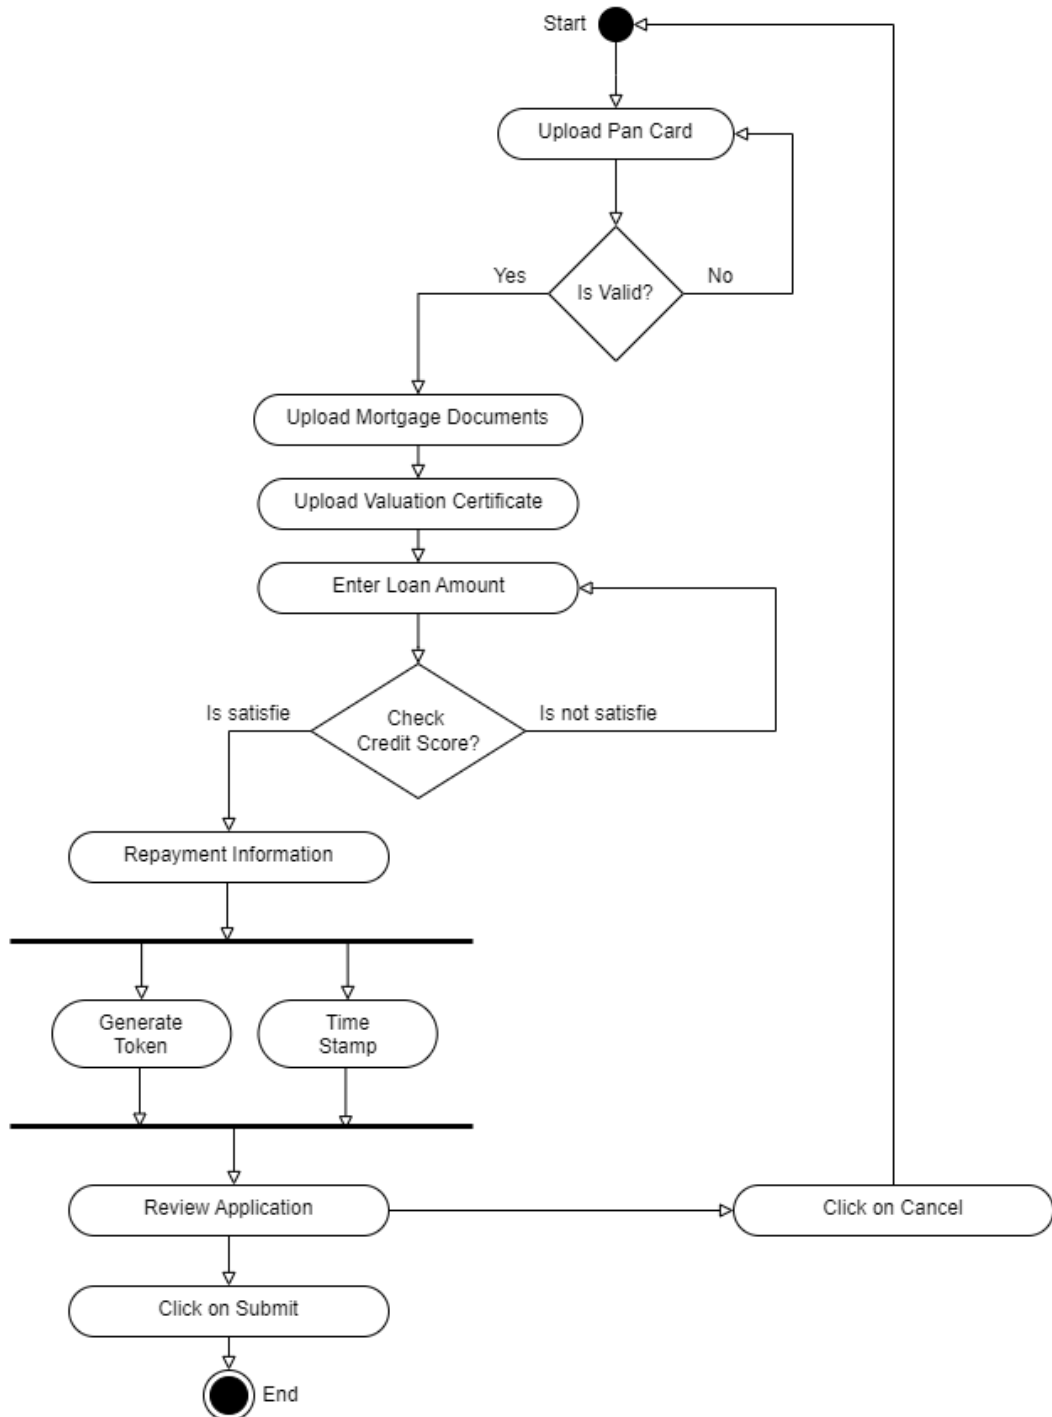 Start
Upload Pan Card
Yes
No
Is Valid?
Upload Mortgage Documents
Upload Valuation Certificate
Enter Loan Amount
Is satisfie
Is not satisfie
Check
Credit Score?
Repayment Information
Generate
Token
Time
Stamp
Review Application
Click on Cancel
Click on Submit
End